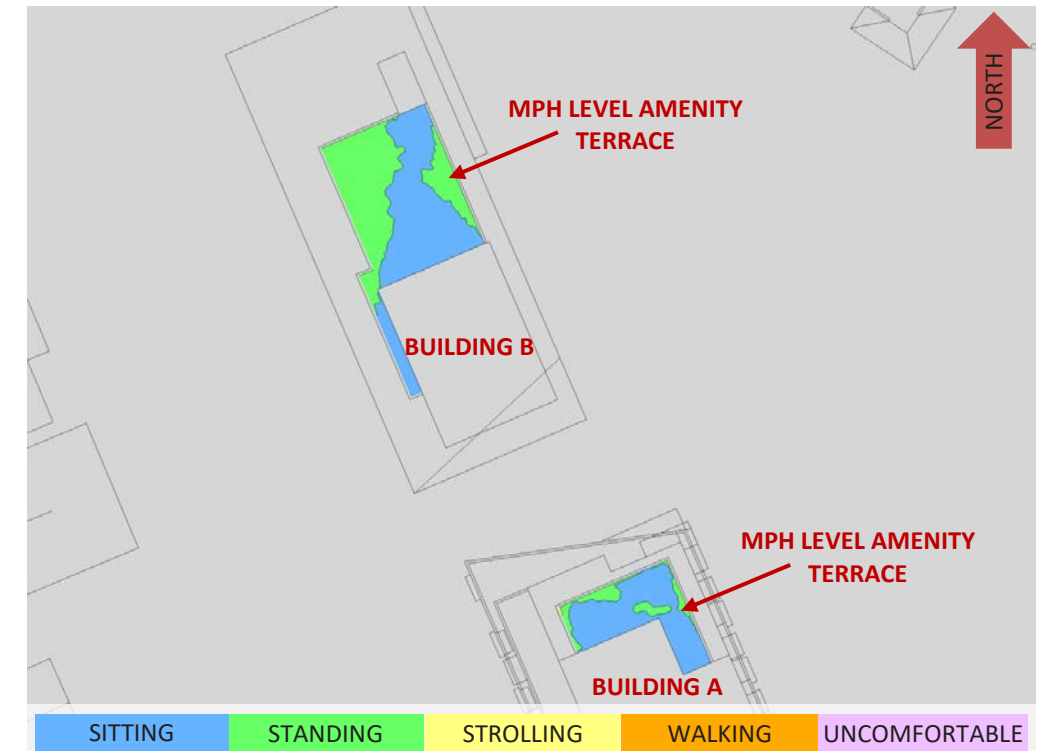 NORTH
MPH LEVEL AMENITY
TERRACE
BUILDING B
MPH LEVEL AMENITY
TERRACE
BUILDING A
SITTING STANDING STROLLING WALKING UNCOMFORTABLE